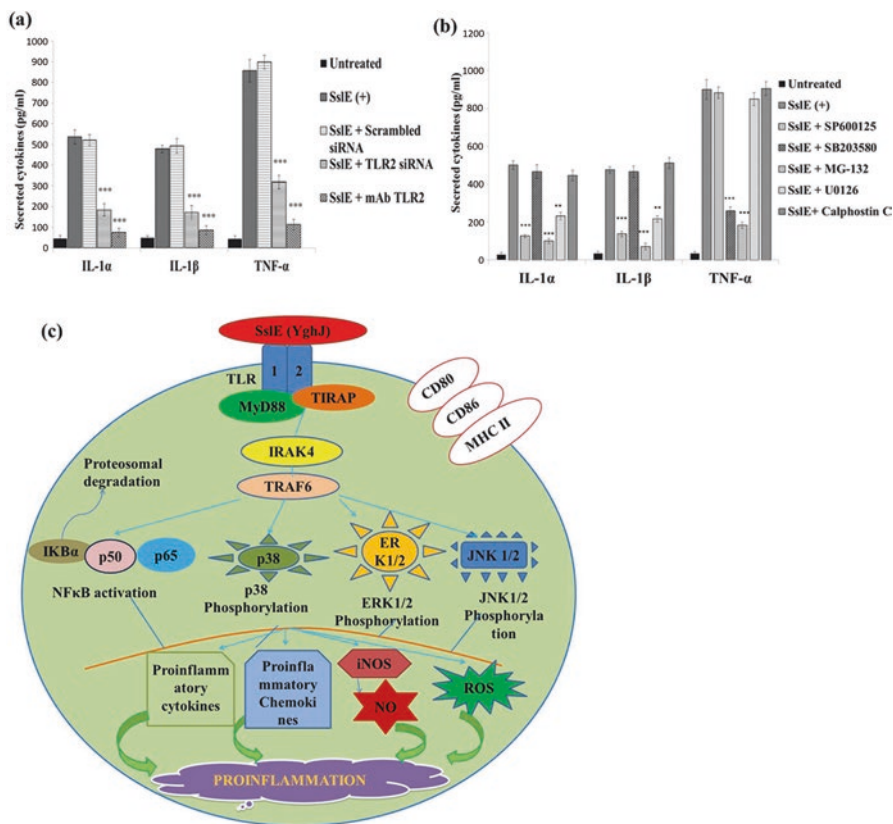 (a)
Secreted cytokines (pg/ml)
1000
900
800
700
600
500
400
300
200
100
0
***
***
***
***
***
***
IL-1α
IL-1β
TNF-α
Untreated
SslE (+)
SslE + Scrambled
siRNA
SslE + TLR2 siRNA
SslE + mAb TLR2
(b)
Secreted cytokines (pg/ml)
1200
1000
800
600
400
200
0
***
***
**
***
***
**
***
***
IL-1α
IL-1β
TNF-α
Untreated
SslE (+)
SslE + SP600125
SslE + SB203580
SslE + MG-132
SslE + U0126
SslE+ Calphostin C
(c)
SslE (YghJ)
TLR
1
2
MyD88
TIRAP
CD80
CD86
MHC II
IRAK4
TRAF6
Proteosomal
degradation
IKBα
p50
p65
NFκB activation
p38
p38
Phosphorylation
ER
K1/2
ERK1/2
Phosphorylation
JNK 1/2
JNK1/2
Phosphoryla
tion
Proinflamm
atory
cytokines
Proinfla
mmatory
Chemoki
nes
iNOS
NO
ROS
PROINFLAMMATION